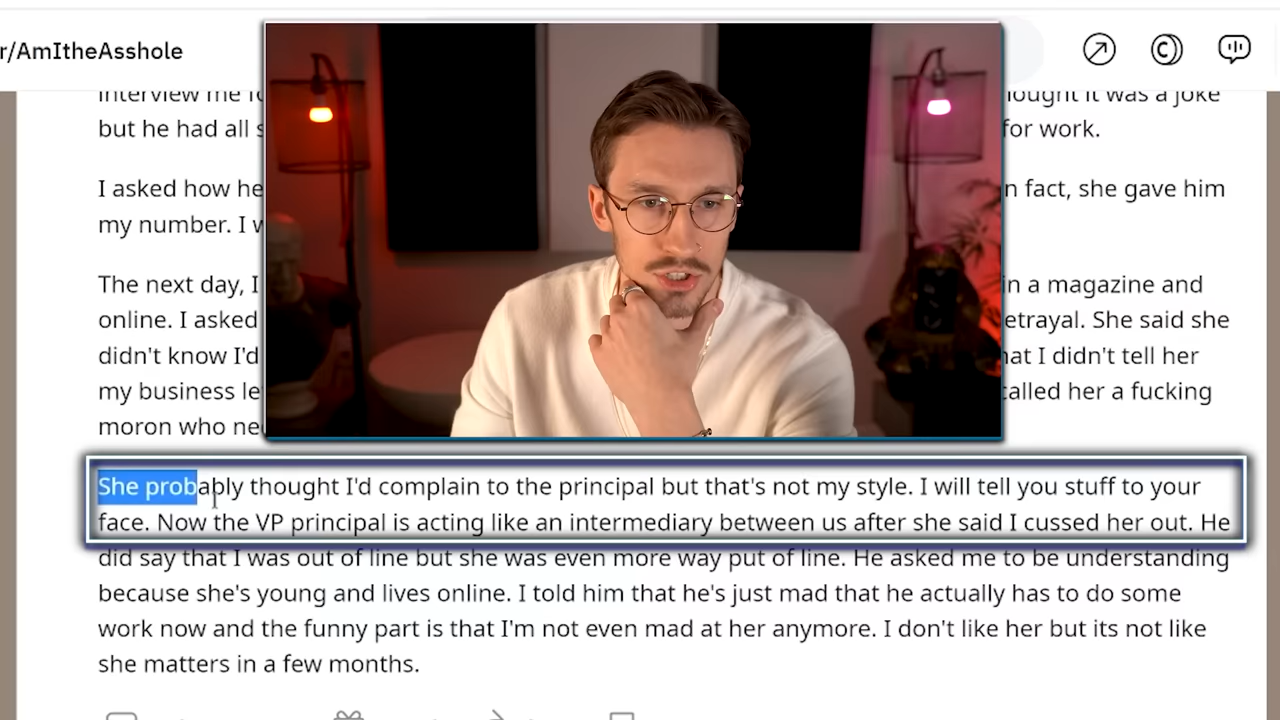 r/AmItheAsshole
interview me fo
but he had all s for work.
I asked how he n fact, she gave him
my number. I w
The next day, I in a magazine and
online. I asked etrayal. She said she
didn't know I'd hat I didn't tell her
my business le called her a fucking
moron who ne
She probably thought I'd complain to the principal but that's not my style. I will tell you stuff to your
face. Now the VP principal is acting like an intermediary between us after she said I cussed her out. He
did say that I was out of line but she was even more way put of line. He asked me to be understanding
because she's young and lives online. I told him that he's just mad that he actually has to do some
work now and the funny part is that I'm not even mad at her anymore. I don't like her but its not like
she matters in a few months.